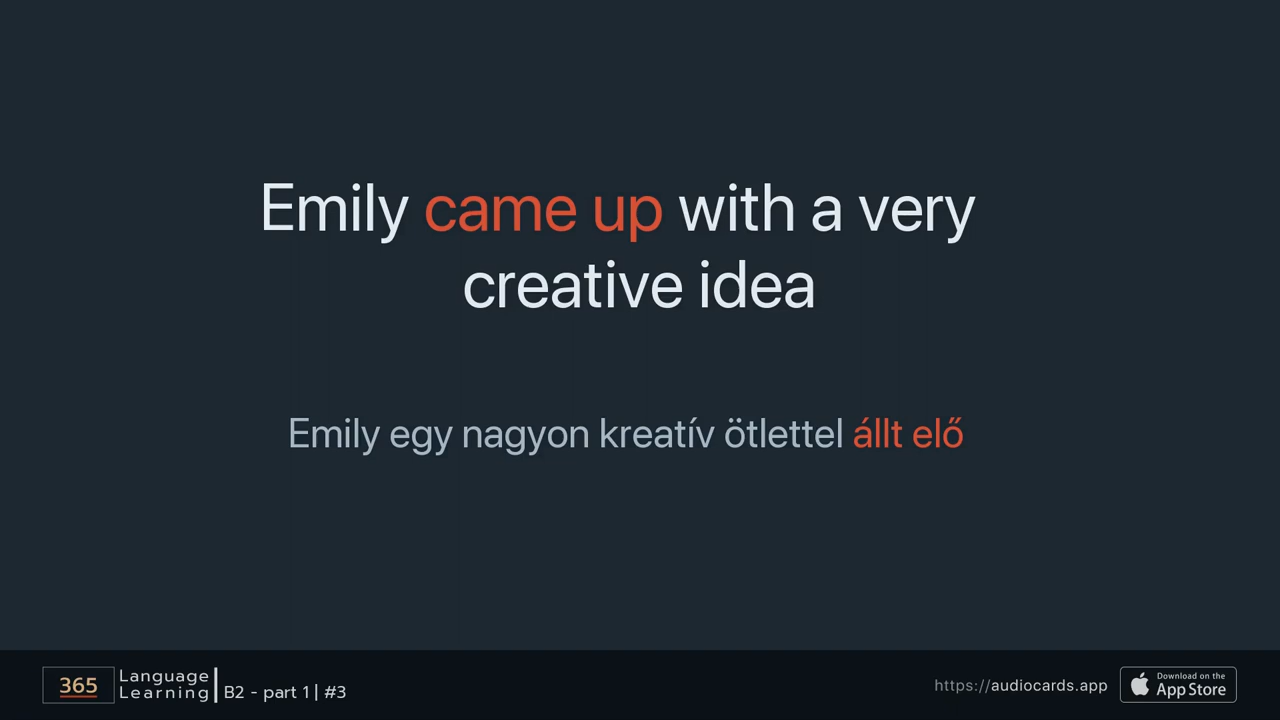 Emily came up with a very
creative idea
Emily egy nagyon kreatív ötlettel állt elő
365
Language
Learning
B2 - part 1 | #3
https://audiocards.app
Download on the
App Store